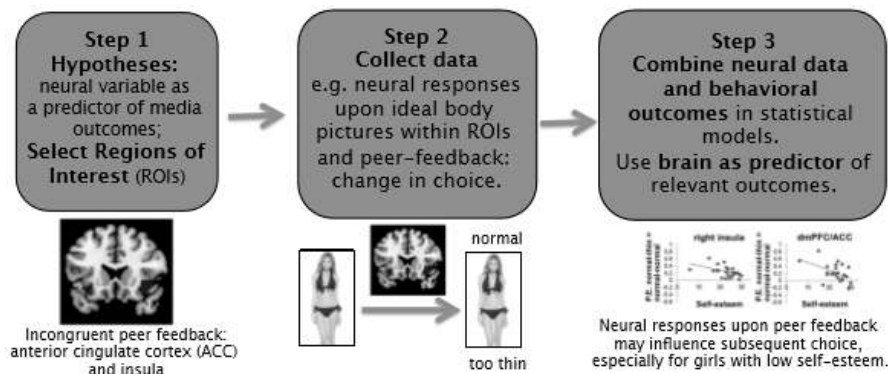 Step 1
Hypotheses:
neural variable as
a predictor of media
outcomes;
Select Regions of
Interest (ROIs)
Incongruent peer feedback:
anterior cingulate cortex (ACC)
and insula
Step 2
Collect data
e.g. neural responses
upon ideal body
pictures within ROIs
and peer-feedback:
change in choice.
normal
too thin
Step 3
Combine neural data
and behavioral
outcomes in statistical
models.
Use brain as predictor of
relevant outcomes.
right insula
dmPFC/ACC
Self-esteem
Self-esteem
Neural responses upon peer feedback
may influence subsequent choice,
especially for girls with low self-esteem.